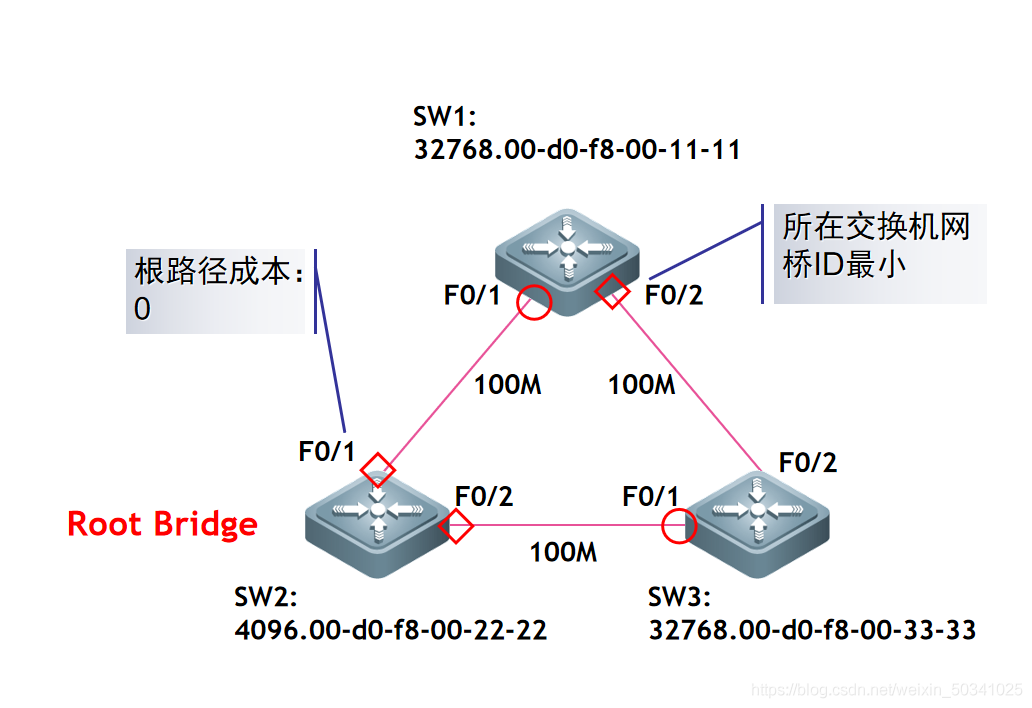 SW1:
32768.00-d0-f8-00-11-11
所在交换机网
桥ID最小
根路径成本：
0
F0/1
F0/2
100M
100M
F0/1
F0/2
F0/2
F0/1
Root Bridge
100M
SW2:
4096.00-d0-f8-00-22-22
SW3:
32768.00-d0-f8-00-33-33
https://blog.csdn.net/weixin_50341025